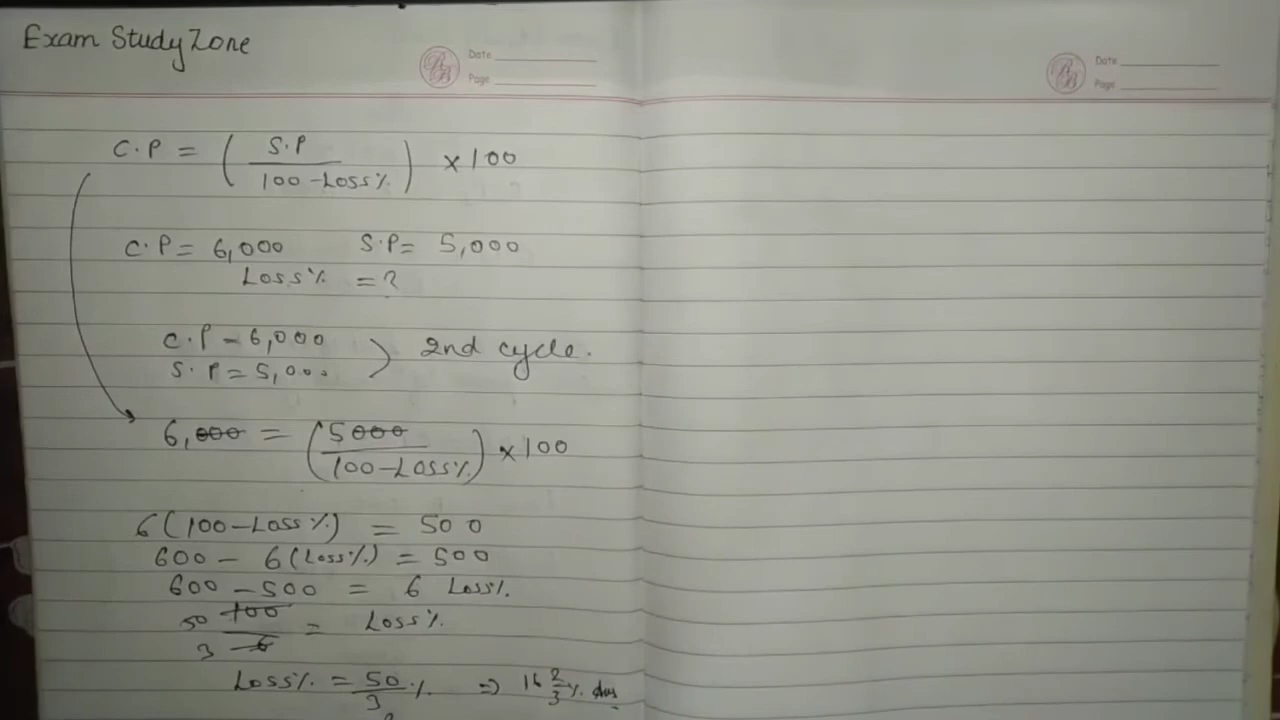 Exam StudyZone
Date
Page
Date
Page
C.P = ( S.P / 100 - Loss% ) × 100
C.P = 6,000 S.P = 5,000
Loss% = ?
C.P = 6,000
S.P = 5,000
2nd cycle.
6,000 = ( 5000 / 100 - Loss% ) × 100
6 (100 - Loss%) = 500
600 - 6 (Loss%) = 500
600 - 500 = 6 Loss%
50 100 / 3 6 = Loss%
Loss% = 50/3 % ⇒ 16 2/3 % Ans